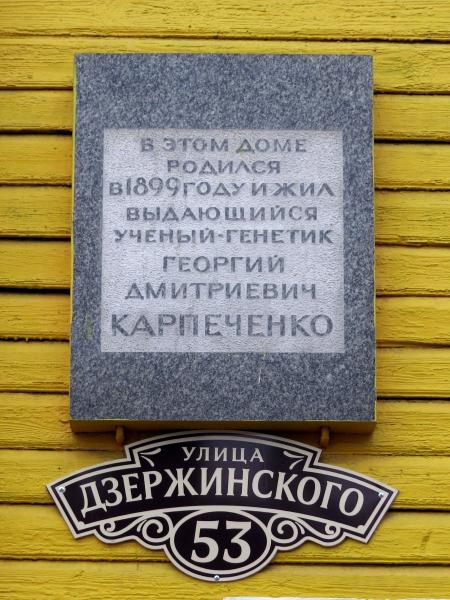 В ЭТОМ ДОМЕ
РОДИЛСЯ
В 1899 ГОДУ И ЖИЛ
ВЫДАЮЩИЙСЯ
УЧЕНЫЙ-ГЕНЕТИК
ГЕОРГИЙ
ДМИТРИЕВИЧ
КАРПЕЧЕНКО
УЛИЦА
ДЗЕРЖИНСКОГО
53